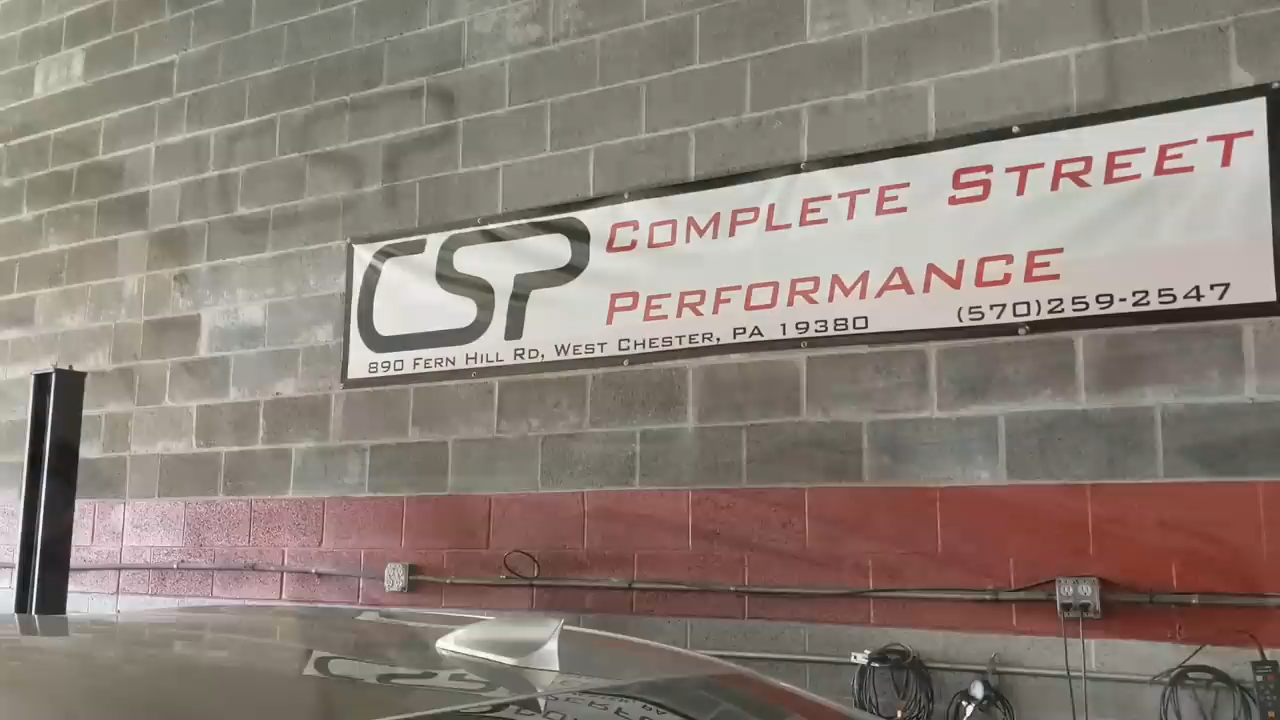 CSP
COMPLETE STREET
PERFORMANCE
890 FERN HILL RD, WEST CHESTER, PA 19380
(570)259-2547